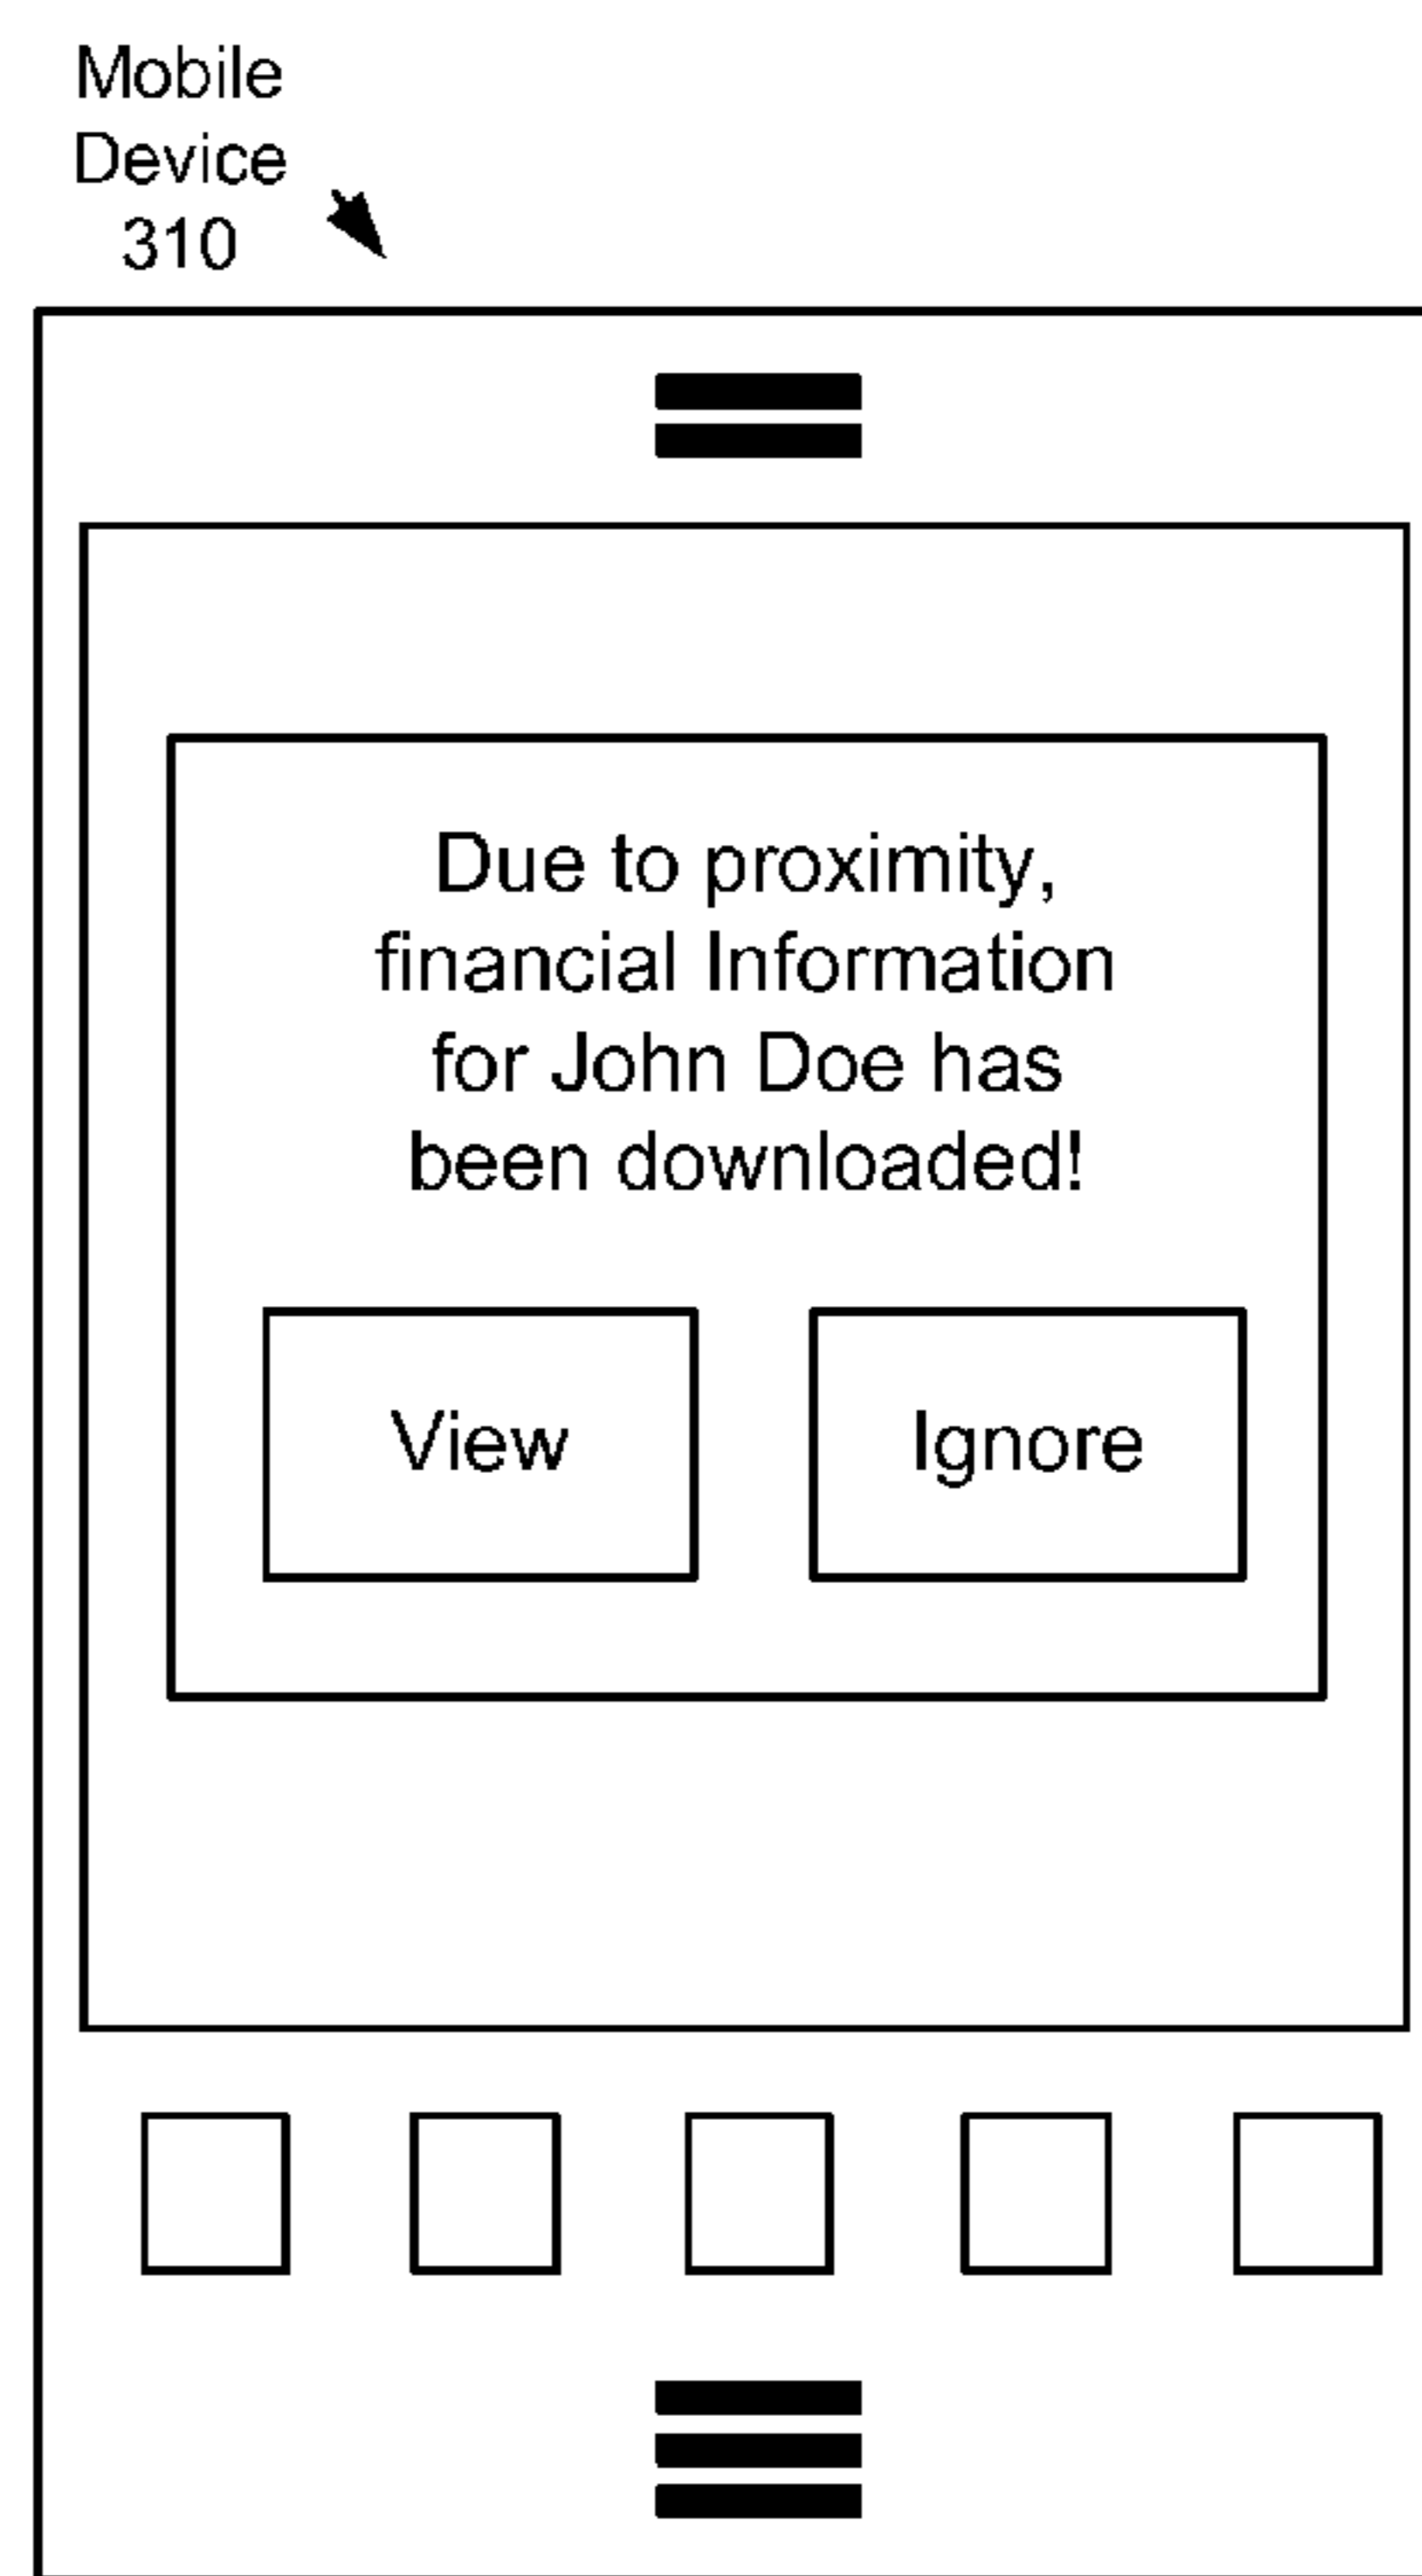 Mobile
Device
310
Due to proximity,
financial Information
for John Doe has
been downloaded!
View
Ignore